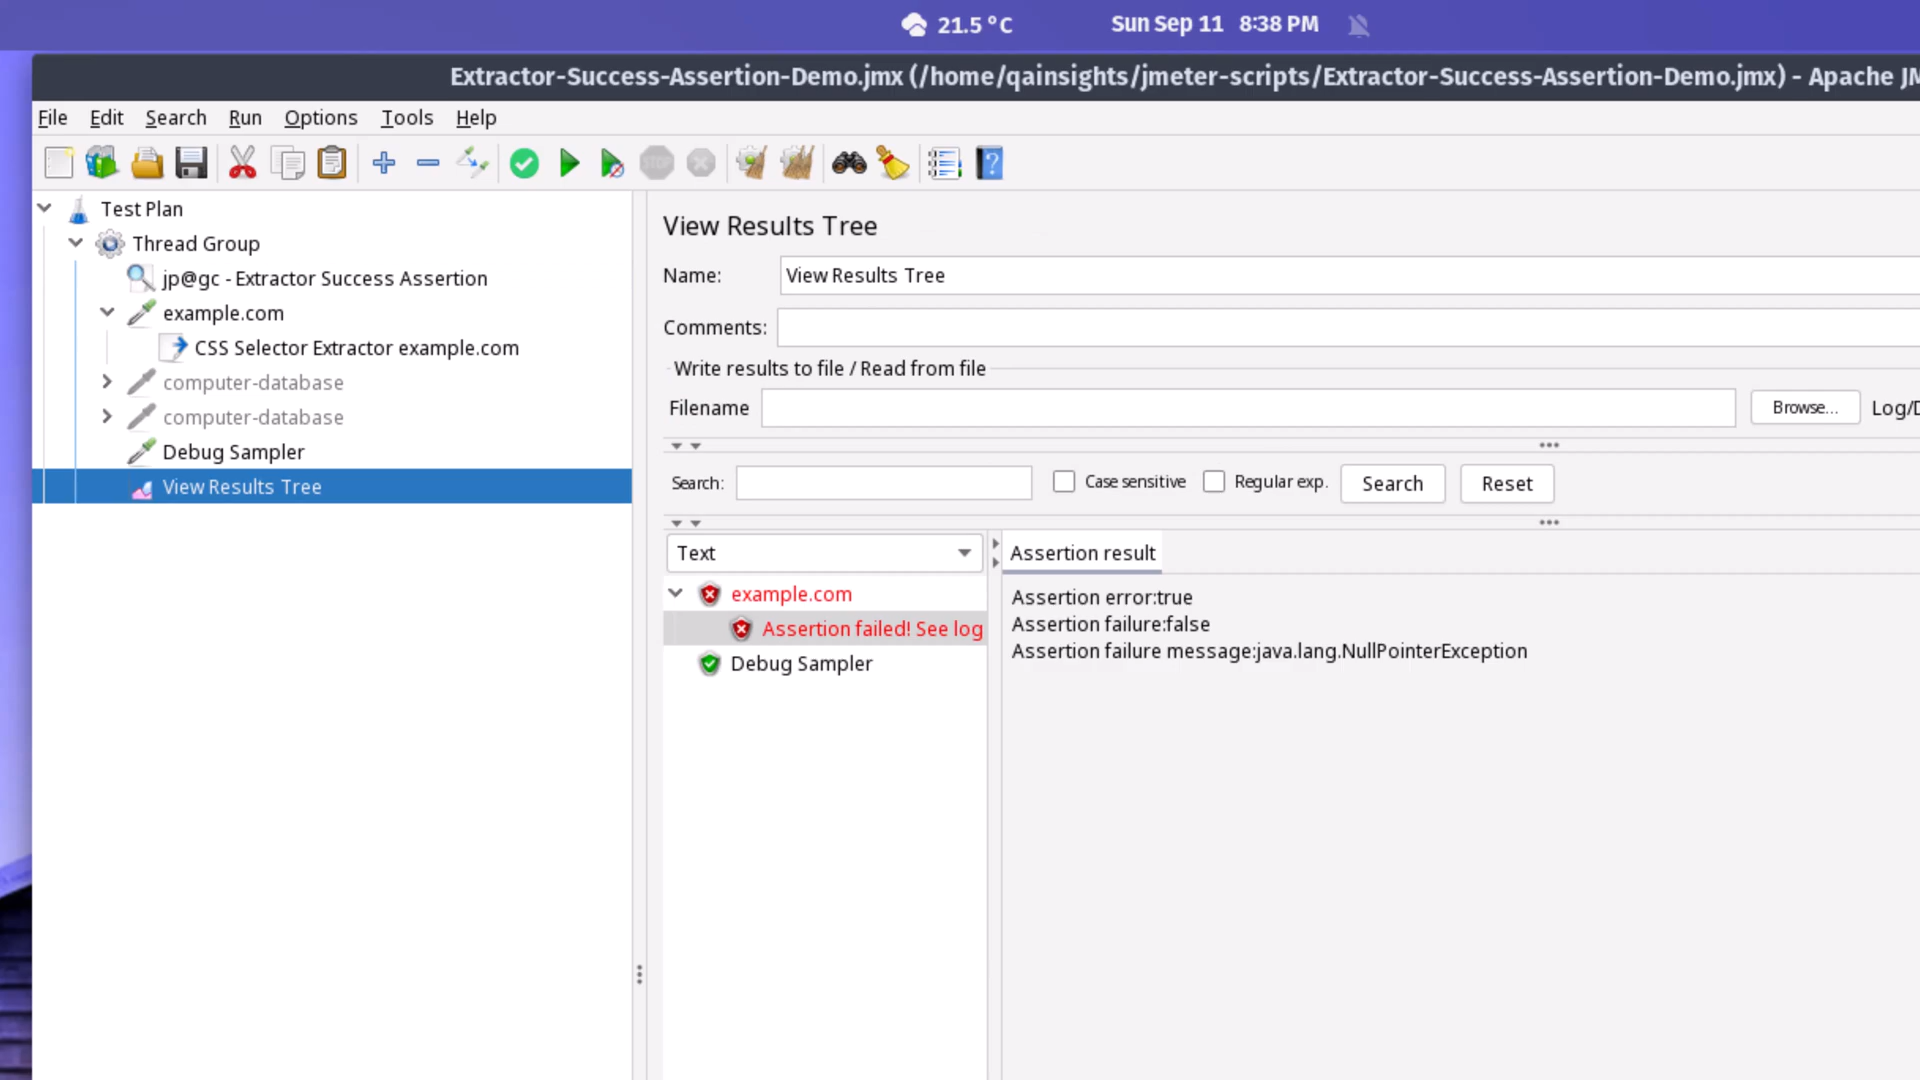 21.5 °C
Sun Sep 11 8:38 PM
Extractor-Success-Assertion-Demo.jmx (/home/qainsights/jmeter-scripts/Extractor-Success-Assertion-Demo.jmx) - Apache JM
File Edit Search Run Options Tools Help
STOP
Test Plan
Thread Group
jp@gc - Extractor Success Assertion
example.com
CSS Selector Extractor example.com
computer-database
computer-database
Debug Sampler
View Results Tree
View Results Tree
Name: View Results Tree
Comments:
Write results to file / Read from file
Filename Browse... Log/D
Search: Case sensitive Regular exp. Search Reset
Text
example.com
Assertion failed! See log
Debug Sampler
Assertion result
Assertion error:true
Assertion failure:false
Assertion failure message:java.lang.NullPointerException